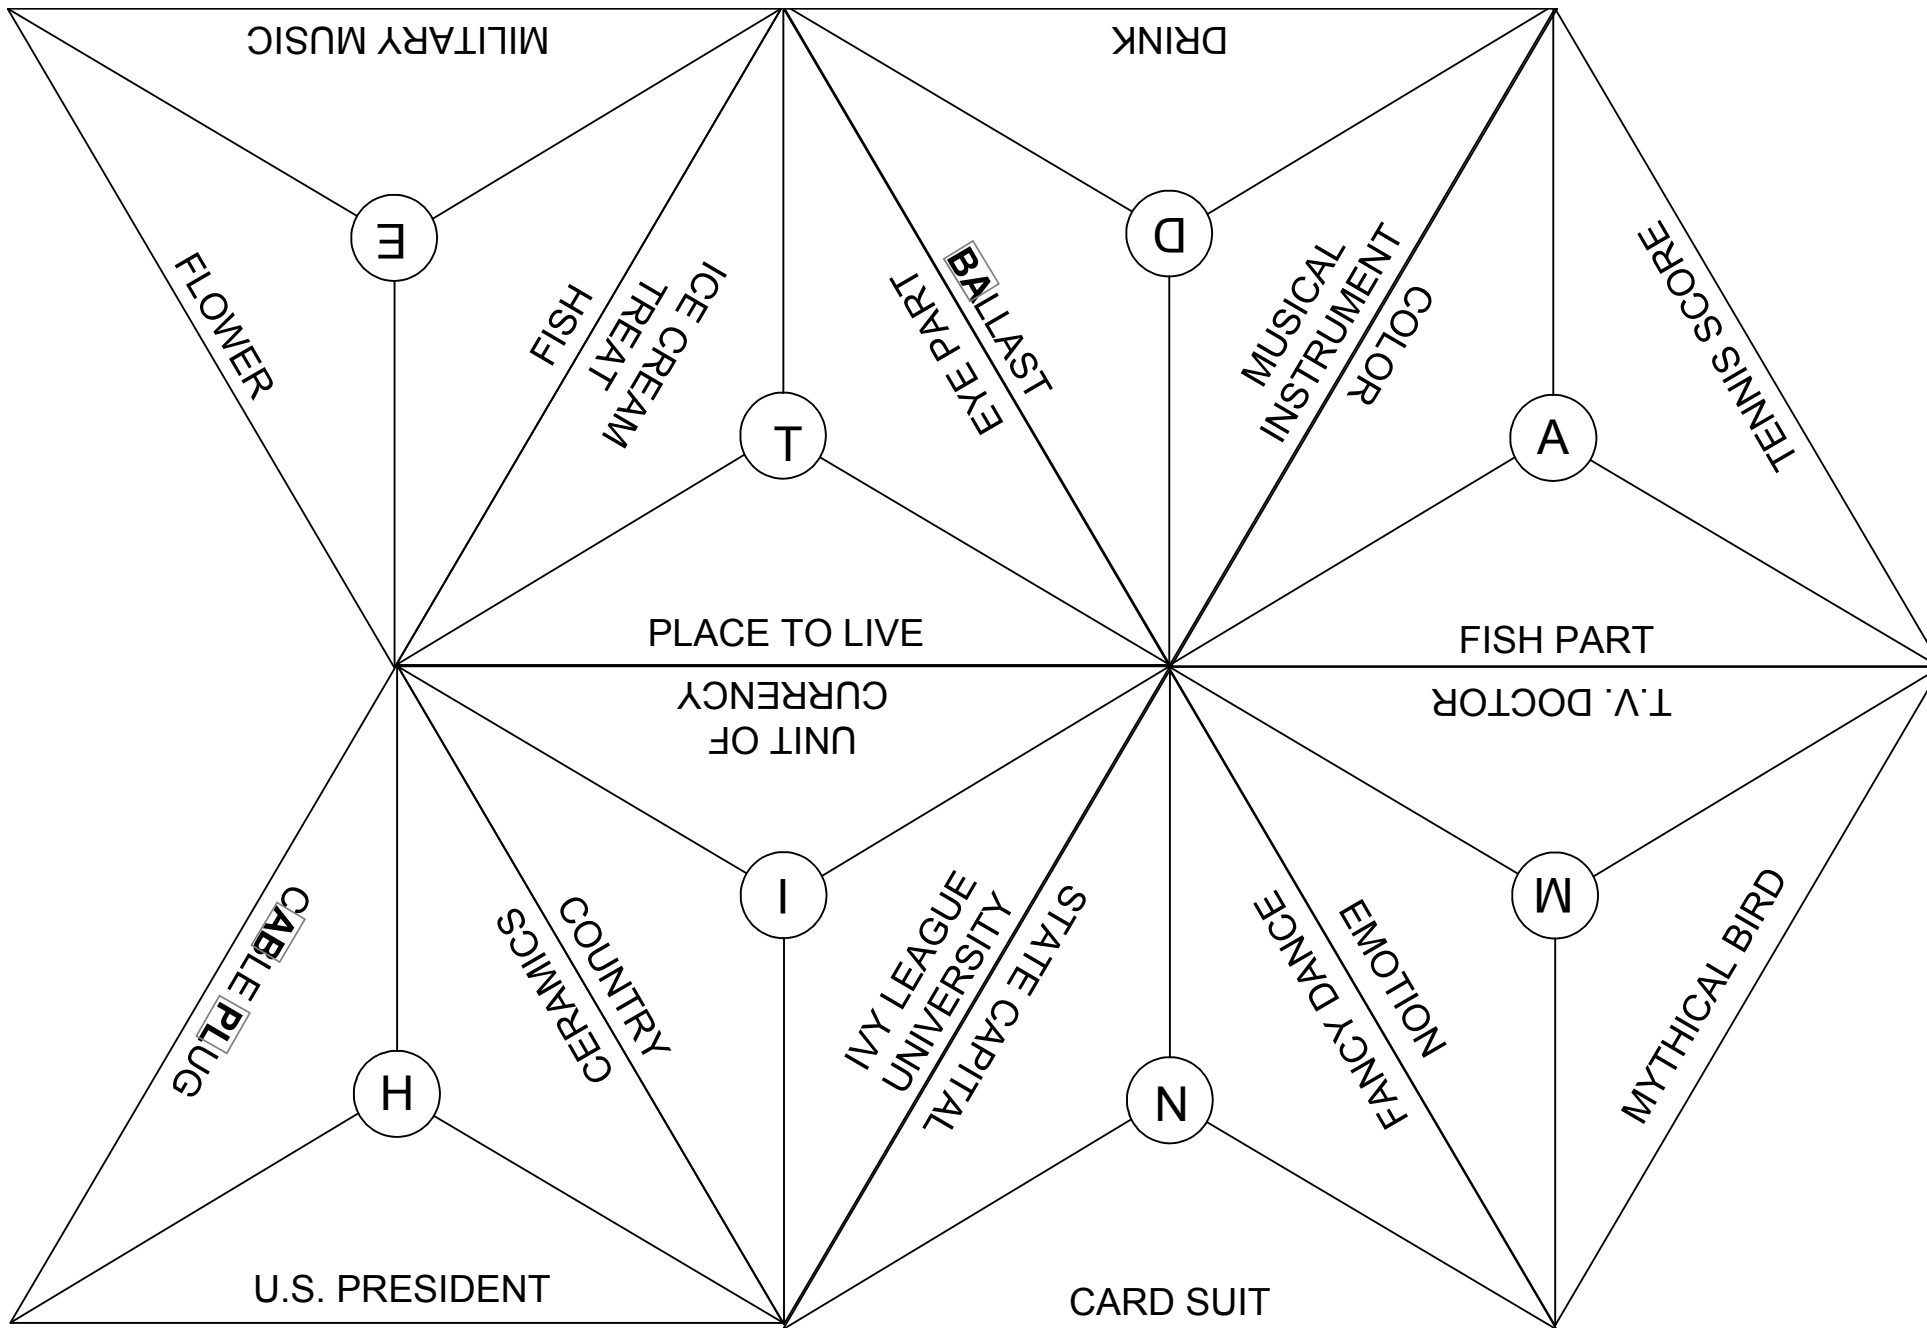 MILITARY MUSIC
DRINK
E
D
FLOWER
FISH
ICE CREAM
TREAT
T
EYE PART
BALLAST
MUSICAL
INSTRUMENT
COLOR
A
TENNIS SCORE
PLACE TO LIVE
FISH PART
UNIT OF
CURRENCY
T.V. DOCTOR
CABLE PLUG
H
CERAMICS
COUNTRY
I
IVY LEAGUE
UNIVERSITY
STATE CAPITAL
N
FANCY DANCE
EMOTION
M
MYTHICAL BIRD
U.S. PRESIDENT
CARD SUIT